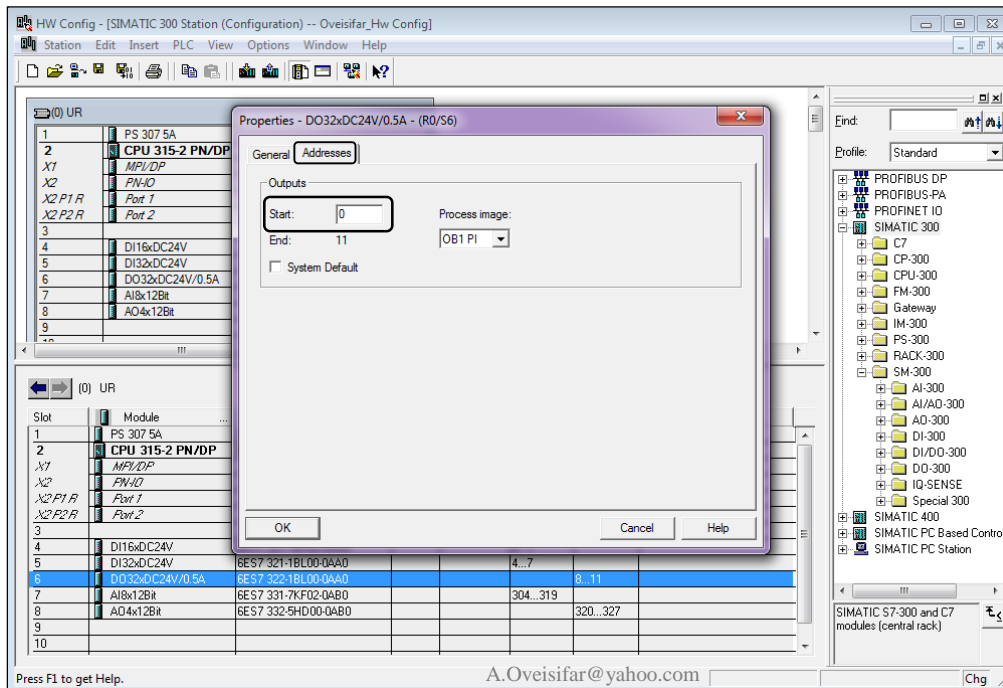 HW Config - [SIMATIC 300 Station (Configuration) -- Oveisifar_Hw Config]
Station Edit Insert PLC View Options Window Help
(0) UR
1 PS 307 5A
2 CPU 315-2 PN/DP
X1 MPI/DP
X2 PN-IO
X2 P1 R Port 1
X2 P2 R Port 2
3
4 DI16xDC24V
5 DI32xDC24V
6 DO32xDC24V/0.5A
7 AI8x12Bit
8 AO4x12Bit
9
10
Properties - DO32xDC24V/0.5A - (R0/S6)
General Addresses
Outputs
Start: 0 Process image:
End: 11 OB1 PI
System Default
OK Cancel Help
Find:
Profile: Standard
PROFIBUS DP
PROFIBUS-PA
PROFINET IO
SIMATIC 300
C7
CP-300
CPU-300
FM-300
Gateway
IM-300
PS-300
RACK-300
SM-300
AI-300
AI/AO-300
AO-300
DI-300
DI/DO-300
DO-300
IQ-SENSE
Special 300
SIMATIC 400
SIMATIC PC Based Contro
SIMATIC PC Station
SIMATIC S7-300 and C7
modules (central rack)
(0) UR
Slot Module ...
1 PS 307 5A
2 CPU 315-2 PN/DP
X1 MPI/DP
X2 PN-IO
X2 P1 R Port 1
X2 P2 R Port 2
3
4 DI16xDC24V
5 DI32xDC24V 6ES7 321-1BL00-0AA0 4...7
6 DO32xDC24V/0.5A 6ES7 322-1BL00-0AA0 8...11
7 AI8x12Bit 6ES7 331-7KF02-0AB0 304...319
8 AO4x12Bit 6ES7 332-5HD00-0AB0 320...327
9
10
Press F1 to get Help. A.Oveisifar@yahoo.com Chg